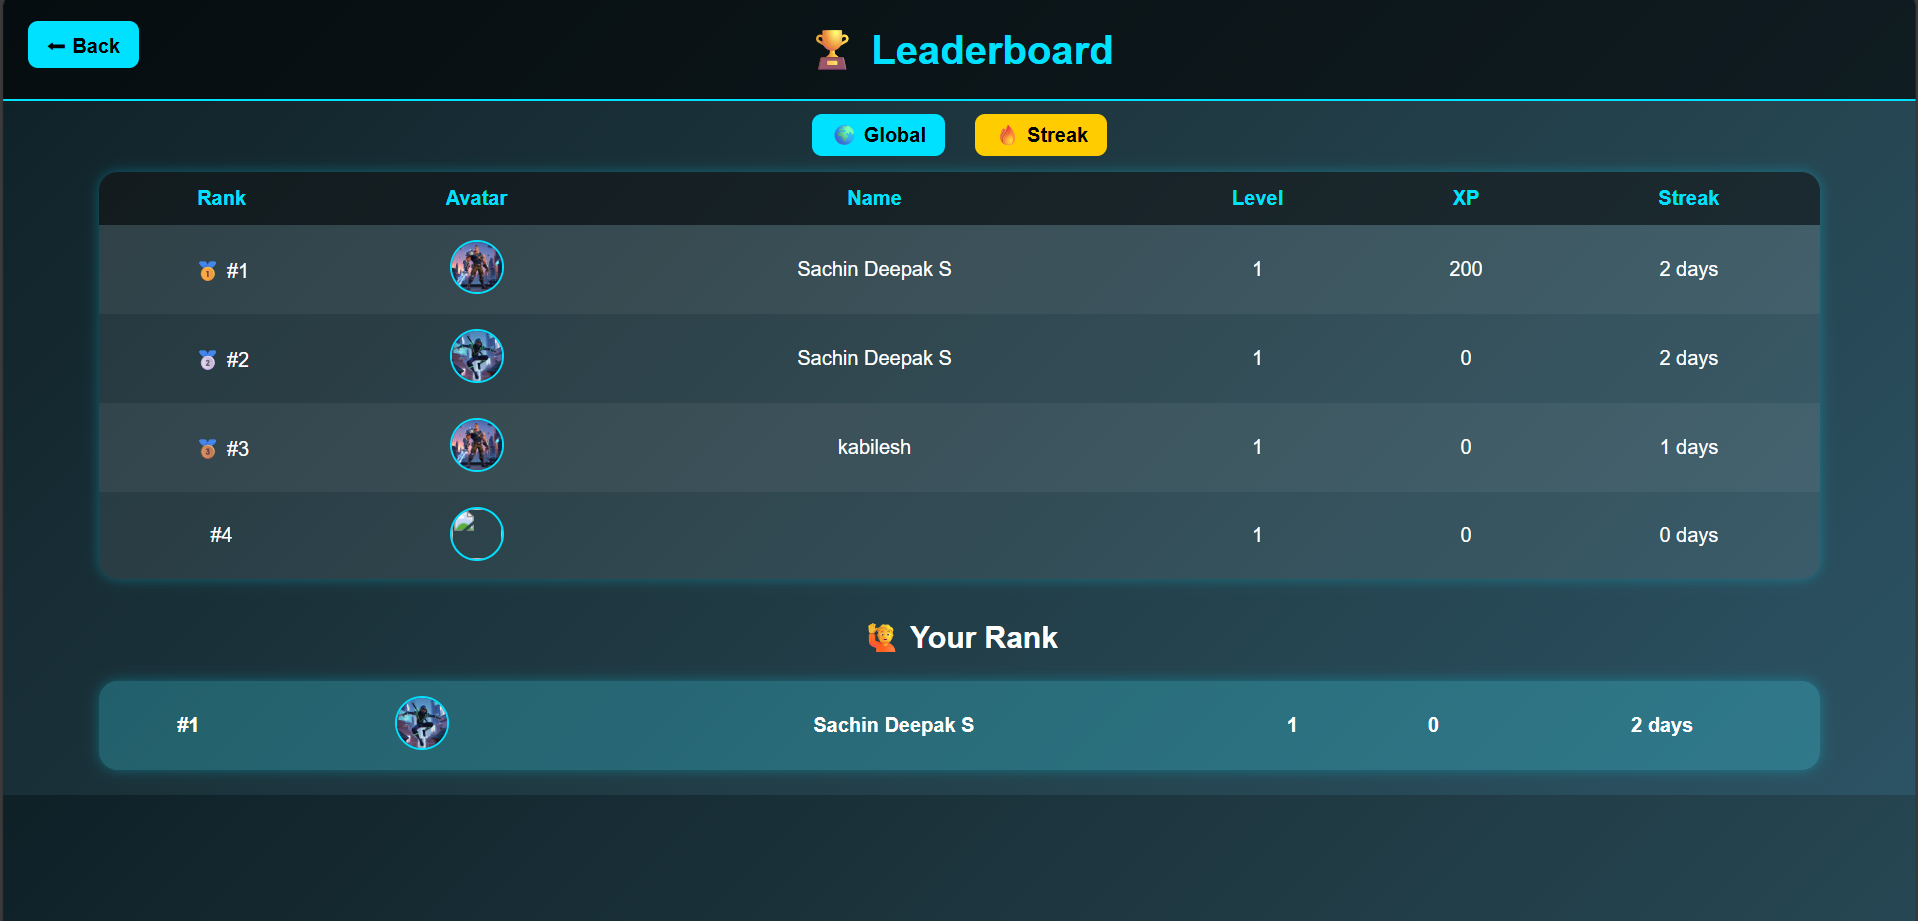 ⬅ Back
🏆 Leaderboard
🌍 Global 🔥 Streak
Rank Avatar Name Level XP Streak
🥇 #1 Sachin Deepak S 1 200 2 days
🥈 #2 Sachin Deepak S 1 0 2 days
🥉 #3 kabilesh 1 0 1 days
#4 1 0 0 days
🙋 Your Rank
#1 Sachin Deepak S 1 0 2 days